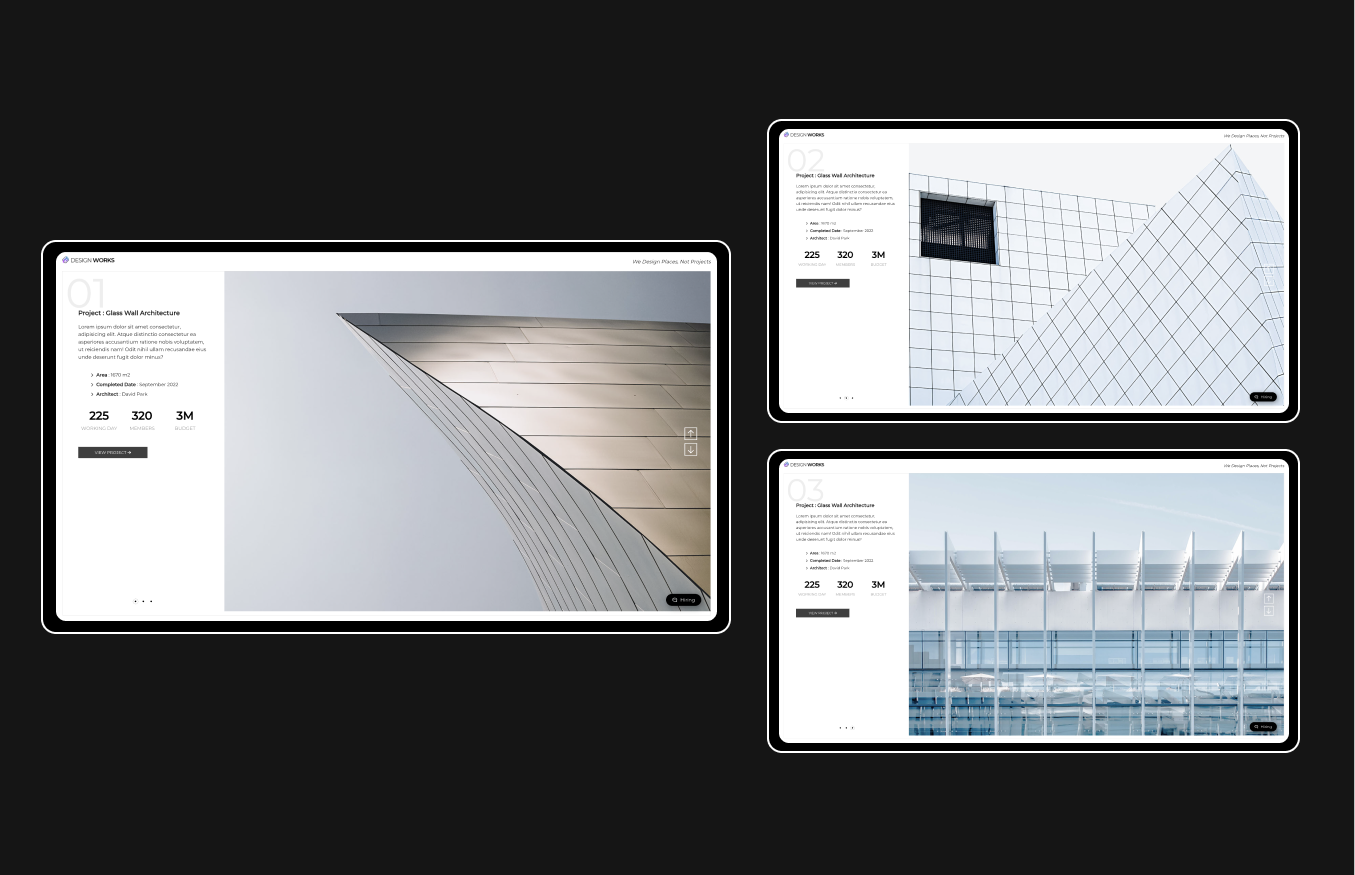 DESIGN WORKS
We Design Places, Not Projects
01
Project : Glass Wall Architecture
Lorem ipsum dolor sit amet consectetur,
adipisicing elit. Atque distinctio consectetur ea
asperiores accusantium ratione nobis voluptatem,
ut reiciendis nam! Odit nihil ullam recusandae eius
unde deserunt fugit dolor minus?
Area : 1670 m2
Completed Date : September 2022
Architect : David Park
225 320 3M
WORKING DAY MEMBERS BUDGET
VIEW PROJECT
Hiring
DESIGN WORKS
We Design Places, Not Projects
02
Project : Glass Wall Architecture
Lorem ipsum dolor sit amet consectetur,
adipisicing elit. Atque distinctio consectetur ea
asperiores accusantium ratione nobis voluptatem,
ut reiciendis nam! Odit nihil ullam recusandae eius
unde deserunt fugit dolor minus?
Area : 1670 m2
Completed Date : September 2022
Architect : David Park
225 320 3M
WORKING DAY MEMBERS BUDGET
VIEW PROJECT
Hiring
DESIGN WORKS
We Design Places, Not Projects
03
Project : Glass Wall Architecture
Lorem ipsum dolor sit amet consectetur,
adipisicing elit. Atque distinctio consectetur ea
asperiores accusantium ratione nobis voluptatem,
ut reiciendis nam! Odit nihil ullam recusandae eius
unde deserunt fugit dolor minus?
Area : 1670 m2
Completed Date : September 2022
Architect : David Park
225 320 3M
WORKING DAY MEMBERS BUDGET
VIEW PROJECT
Hiring